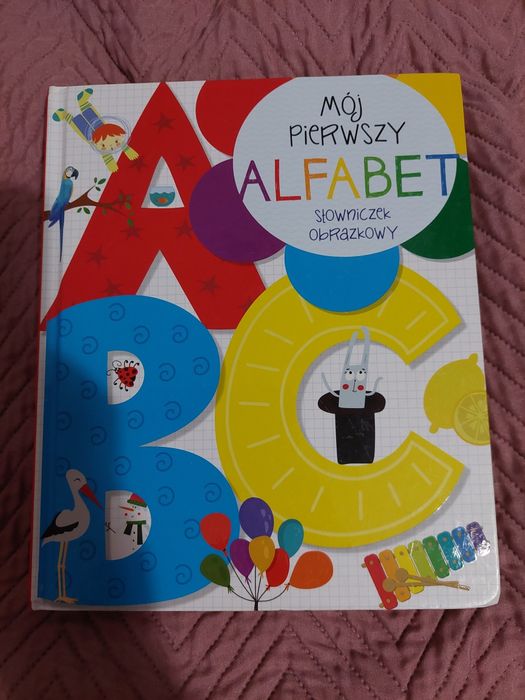 Mój
pierwszy
ALFABET
słowniczek
obrazkowy
A
B C